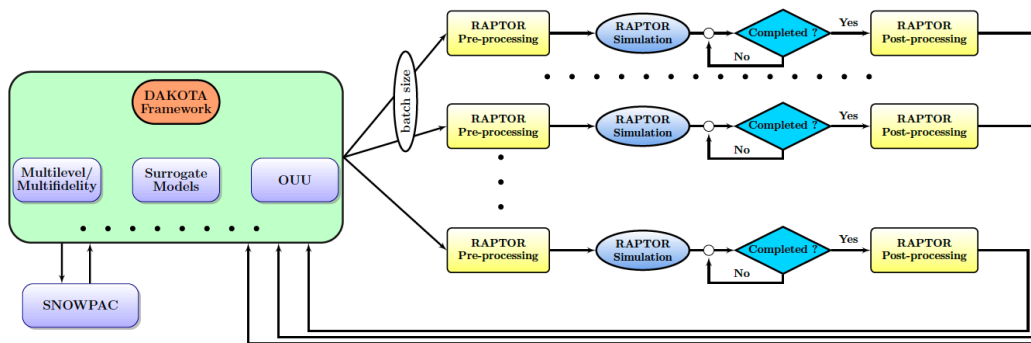 RAPTOR
Pre-processing
RAPTOR
Simulation
Completed ?
Yes
No
RAPTOR
Post-processing
DAKOTA
Framework
batch size
RAPTOR
Pre-processing
RAPTOR
Simulation
Completed ?
Yes
No
RAPTOR
Post-processing
Multilevel/
Multifidelity
Surrogate
Models
OUU
RAPTOR
Pre-processing
RAPTOR
Simulation
Completed ?
Yes
No
RAPTOR
Post-processing
SNOWPAC